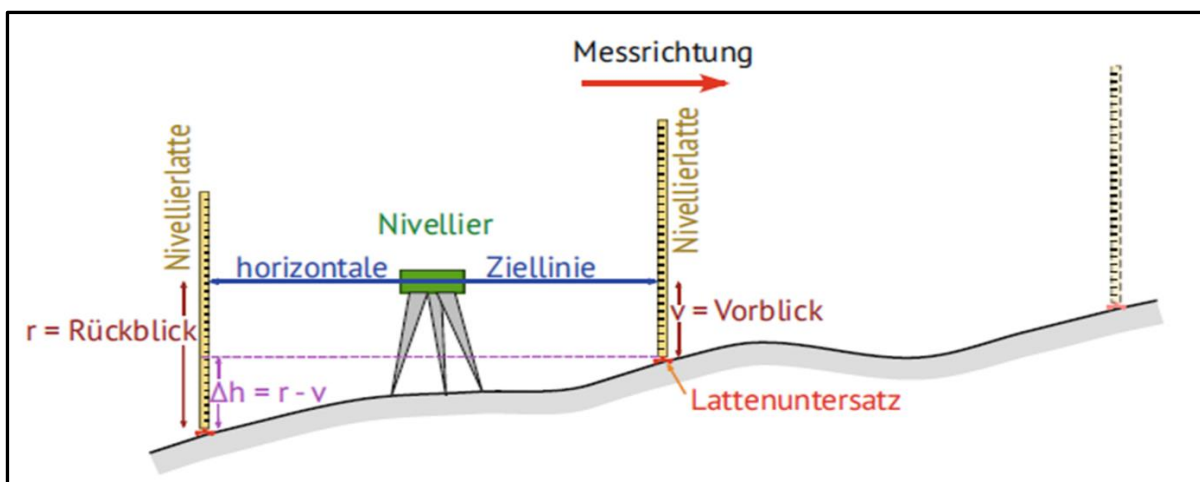 Messrichtung
Nivellierlatte
Nivellierlatte
Nivellier
horizontale Ziellinie
r = Rückblick
v = Vorblick
Δh = r - v
Lattenuntersatz